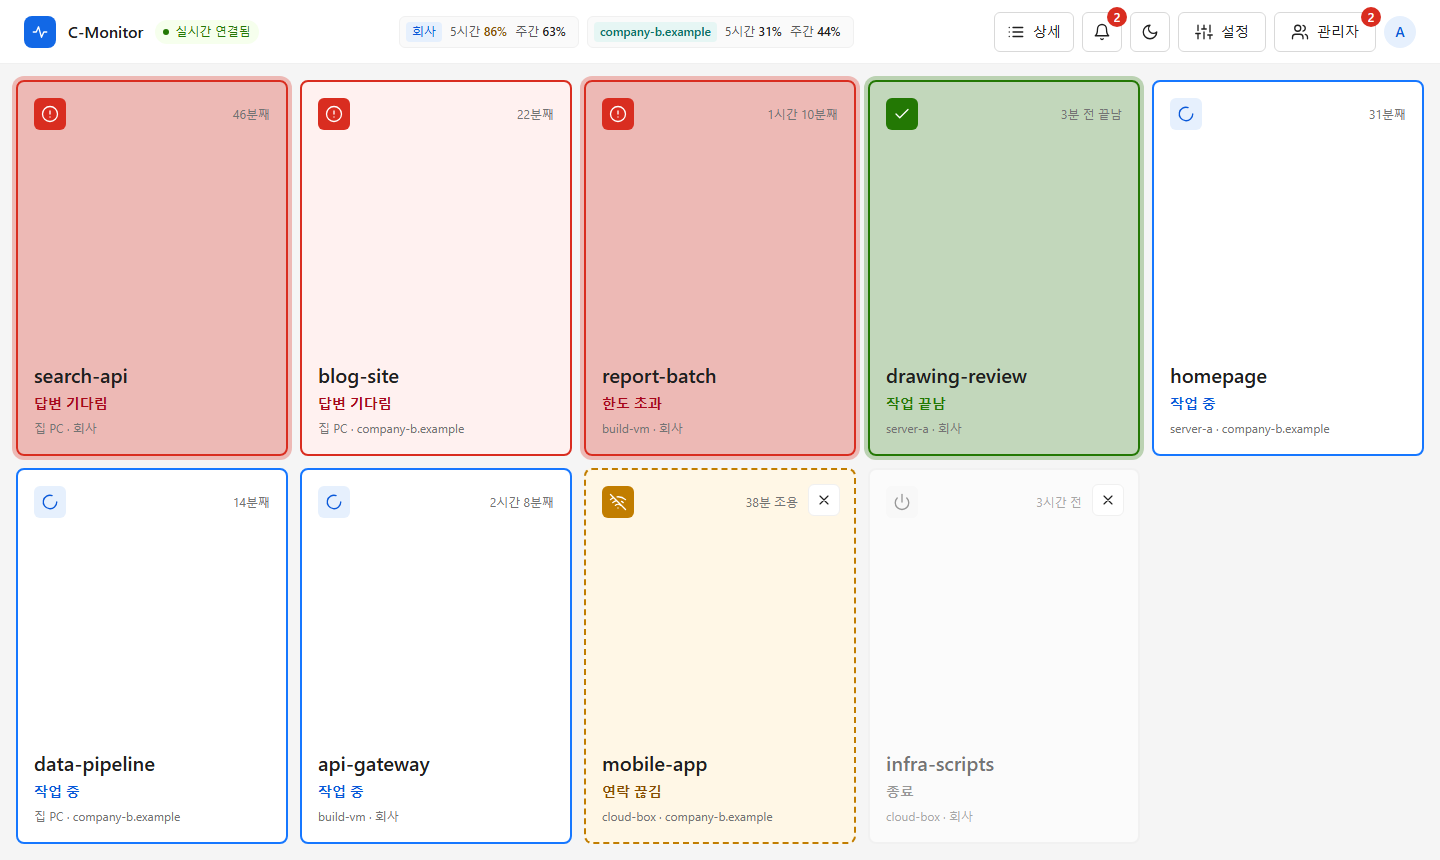 C-Monitor
실시간 연결됨
회사 5시간 86% 주간 63%
company-b.example 5시간 31% 주간 44%
상세
2
설정
관리자
2
A
46분째
search-api
답변 기다림
집 PC · 회사
22분째
blog-site
답변 기다림
집 PC · company-b.example
1시간 10분째
report-batch
한도 초과
build-vm · 회사
3분 전 끝남
drawing-review
작업 끝남
server-a · 회사
31분째
homepage
작업 중
server-a · company-b.example
14분째
data-pipeline
작업 중
집 PC · company-b.example
2시간 8분째
api-gateway
작업 중
build-vm · 회사
38분 조용
mobile-app
연락 끊김
cloud-box · company-b.example
3시간 전
infra-scripts
종료
cloud-box · 회사